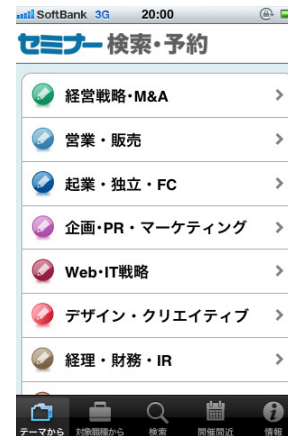 SoftBank 3G 20:00
セミナー検索・予約
経営戦略・M&A
営業・販売
起業・独立・FC
企画・PR・マーケティング
Web・IT戦略
デザイン・クリエイティブ
経理・財務・IR
テーマから 対象職種から 検索 開催間近 情報